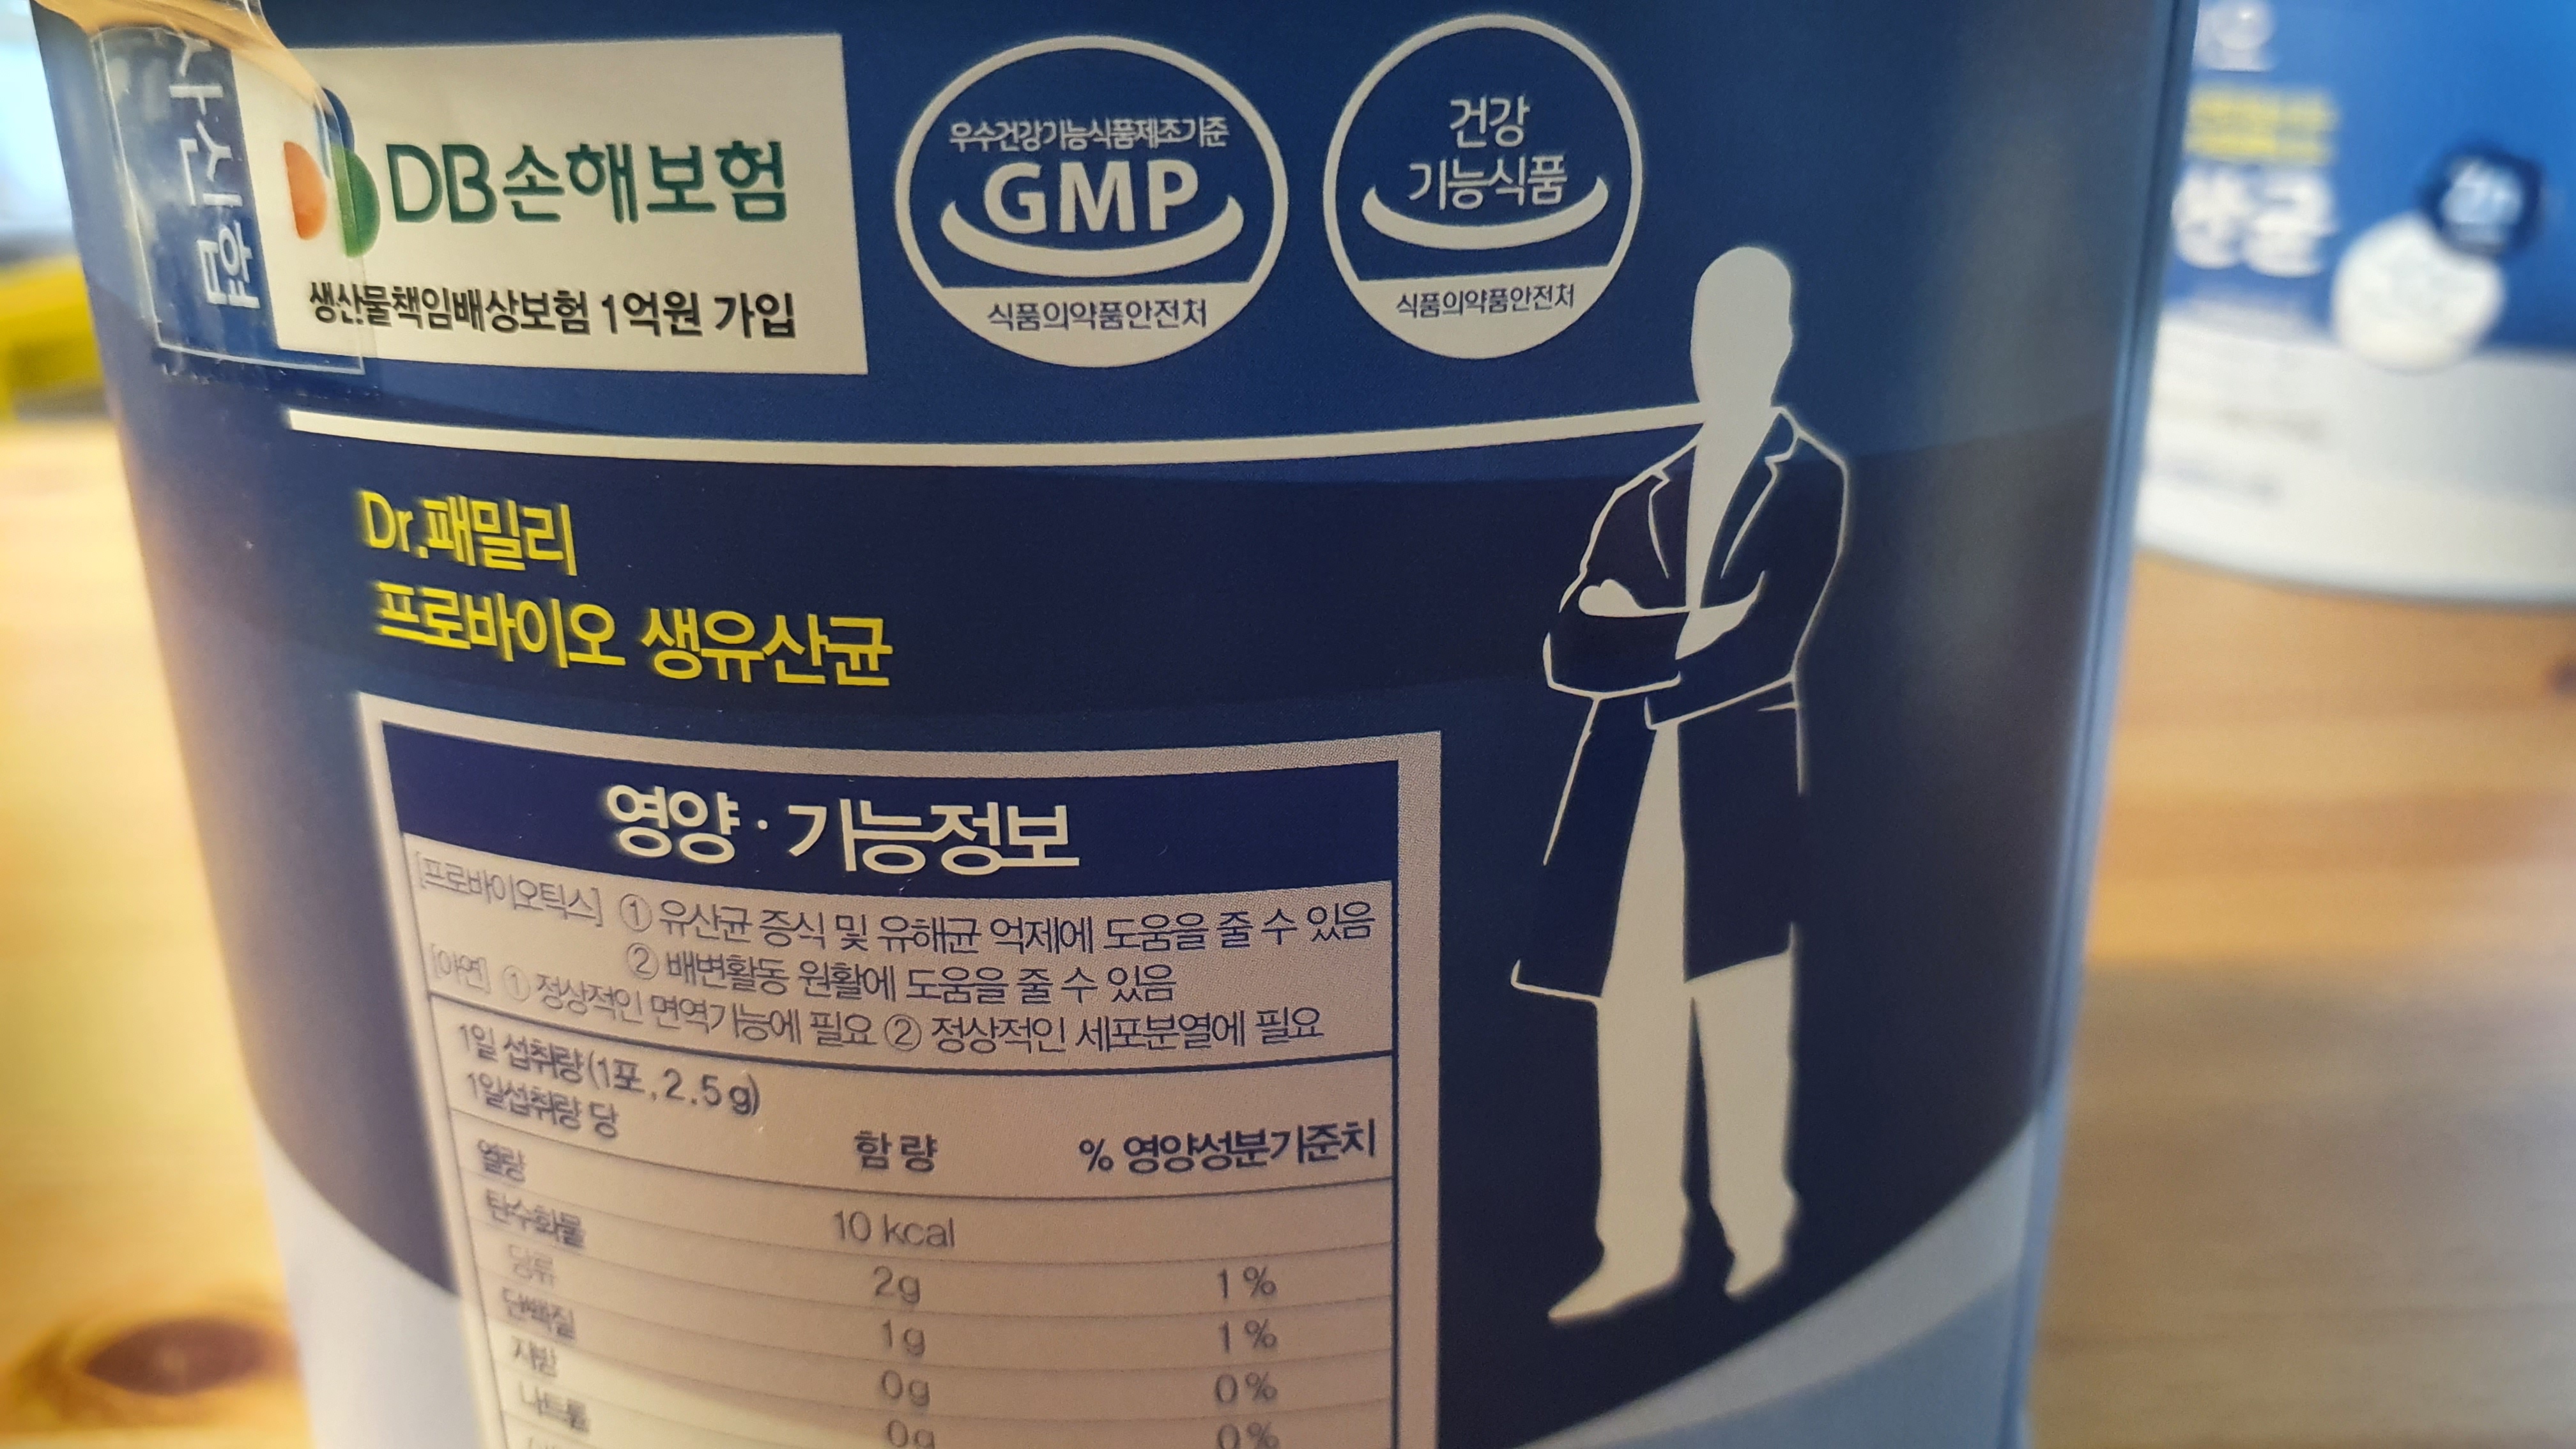 DB손해보험
생산물책임배상보험 1억원 가입
우수건강기능식품제조기준
GMP
식품의약품안전처
건강
기능식품
식품의약품안전처
Dr.패밀리
프로바이오 생유산균
영양·기능정보
[프로바이오틱스] ① 유산균 증식 및 유해균 억제에 도움을 줄 수 있음
② 배변활동 원활에 도움을 줄 수 있음
[아연] ① 정상적인 면역기능에 필요 ② 정상적인 세포분열에 필요
1일 섭취량(1포, 2.5g)
1일섭취량 당 함량 % 영양성분기준치
열량 10 kcal
탄수화물 2g 1%
당류 1g 1%
단백질 0g 0%
지방 0g 0%
나트륨
산균